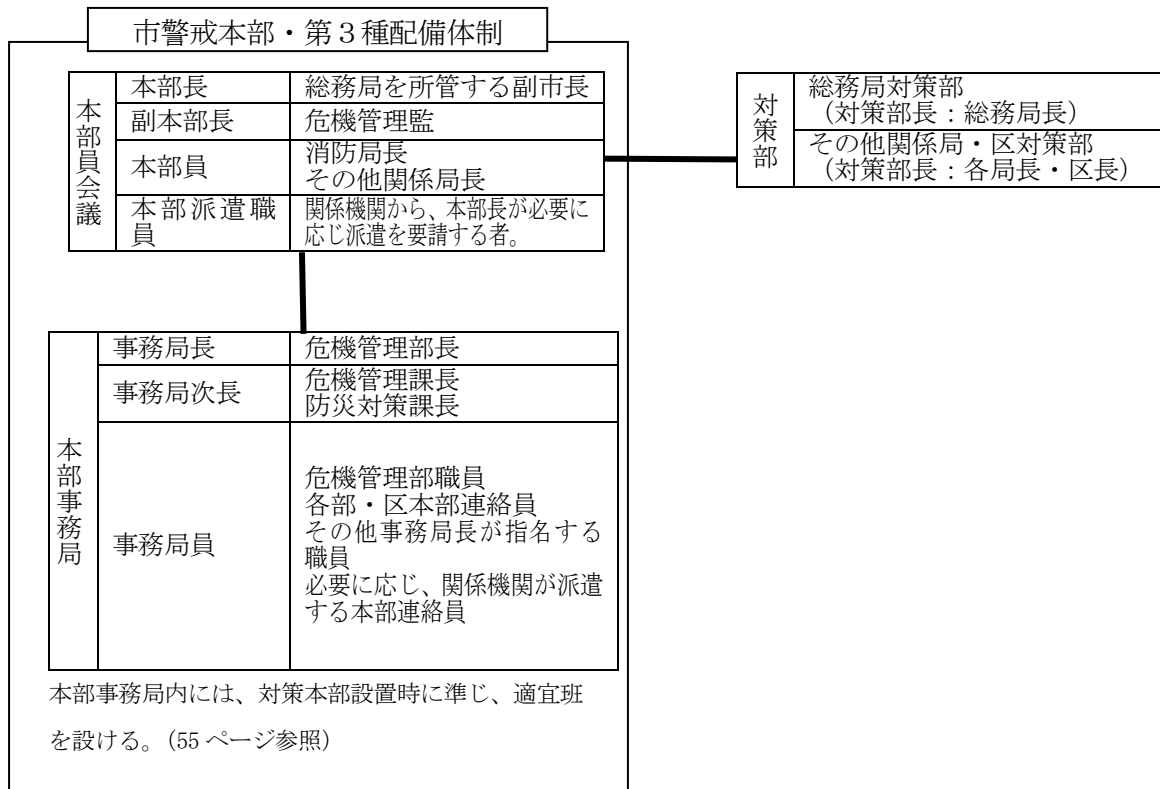 市警戒本部・第３種配備体制
本部員会議
本部長
総務局を所管する副市長
副本部長
危機管理監
本部員
消防局長
その他関係局長
本部派遣職
員
関係機関から、本部長が必要に
応じ派遣を要請する者。
対策部
総務局対策部
（対策部長：総務局長）
その他関係局・区対策部
（対策部長：各局長・区長）
本部事務局
事務局長
危機管理部長
事務局次長
危機管理課長
防災対策課長
事務局員
危機管理部職員
各部・区本部連絡員
その他事務局長が指名する
職員
必要に応じ、関係機関が派遣
する本部連絡員
本部事務局内には、対策本部設置時に準じ、適宜班
を設ける。（55 ページ参照）